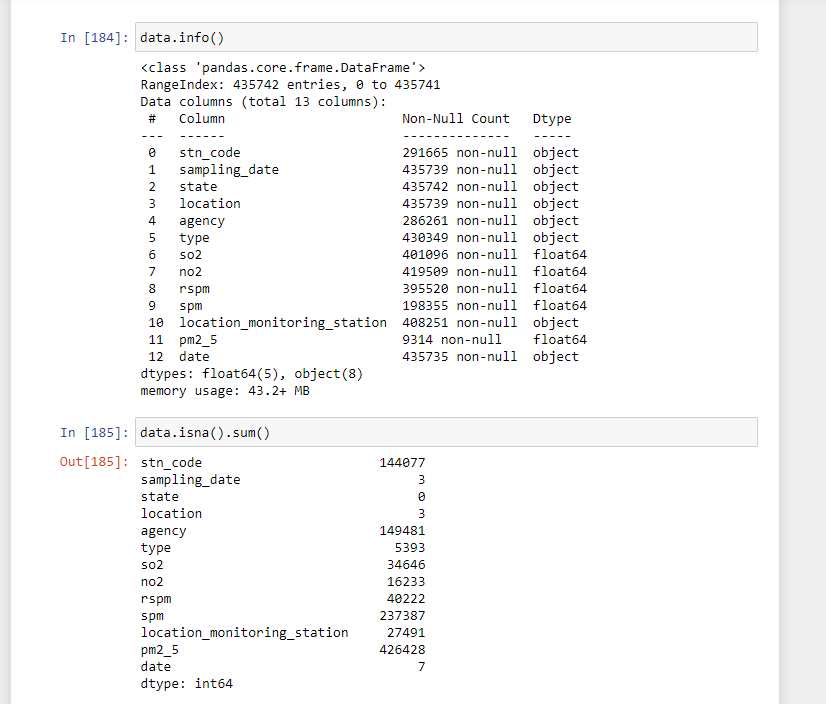 In [184]: data.info()
<class 'pandas.core.frame.DataFrame'>
RangeIndex: 435742 entries, 0 to 435741
Data columns (total 13 columns):
 #   Column                       Non-Null Count   Dtype
---  ------                       --------------   -----
 0   stn_code                     291665 non-null  object
 1   sampling_date                435739 non-null  object
 2   state                        435742 non-null  object
 3   location                     435739 non-null  object
 4   agency                       286261 non-null  object
 5   type                         430349 non-null  object
 6   so2                          401096 non-null  float64
 7   no2                          419509 non-null  float64
 8   rspm                         395520 non-null  float64
 9   spm                          198355 non-null  float64
 10  location_monitoring_station  408251 non-null  object
 11  pm2_5                        9314 non-null    float64
 12  date                         435735 non-null  object
dtypes: float64(5), object(8)
memory usage: 43.2+ MB
In [185]: data.isna().sum()
Out[185]: stn_code                       144077
sampling_date                       3
state                               0
location                            3
agency                         149481
type                             5393
so2                             34646
no2                             16233
rspm                            40222
spm                            237387
location_monitoring_station     27491
pm2_5                          426428
date                                7
dtype: int64